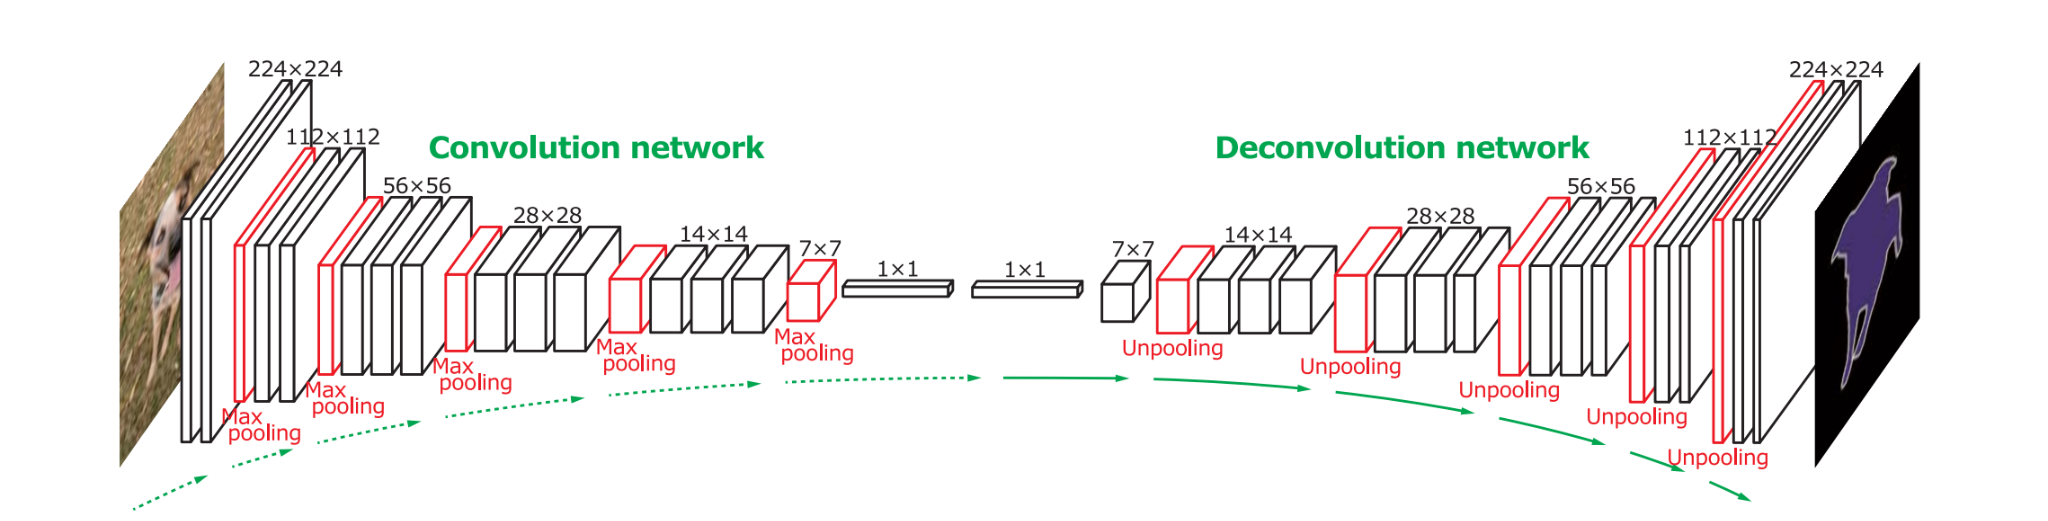 224×224
112×112
Convolution network
56×56
28×28
14×14
7×7
1×1
1×1
7×7
14×14
28×28
56×56
Deconvolution network
112×112
224×224
Max
pooling
Max
pooling
Max
pooling
Max
pooling
Max
pooling
Unpooling
Unpooling
Unpooling
Unpooling
Unpooling